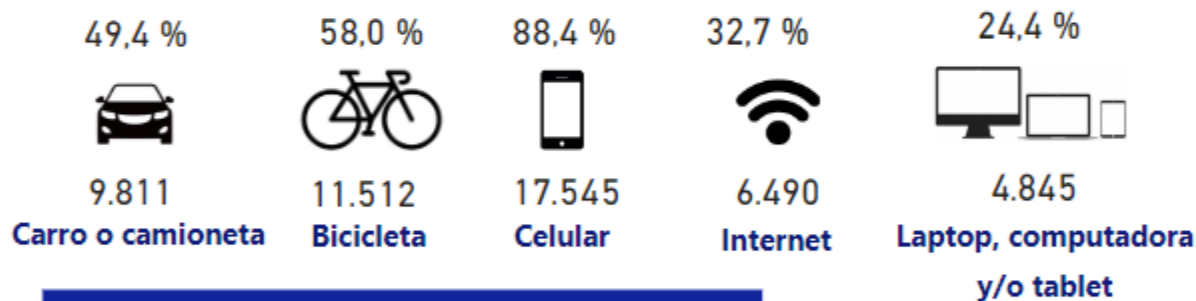 49,4 % 58,0 % 88,4 % 32,7 % 24,4 %
9.811 11.512 17.545 6.490 4.845
Carro o camioneta Bicicleta Celular Internet Laptop, computadora
y/o tablet